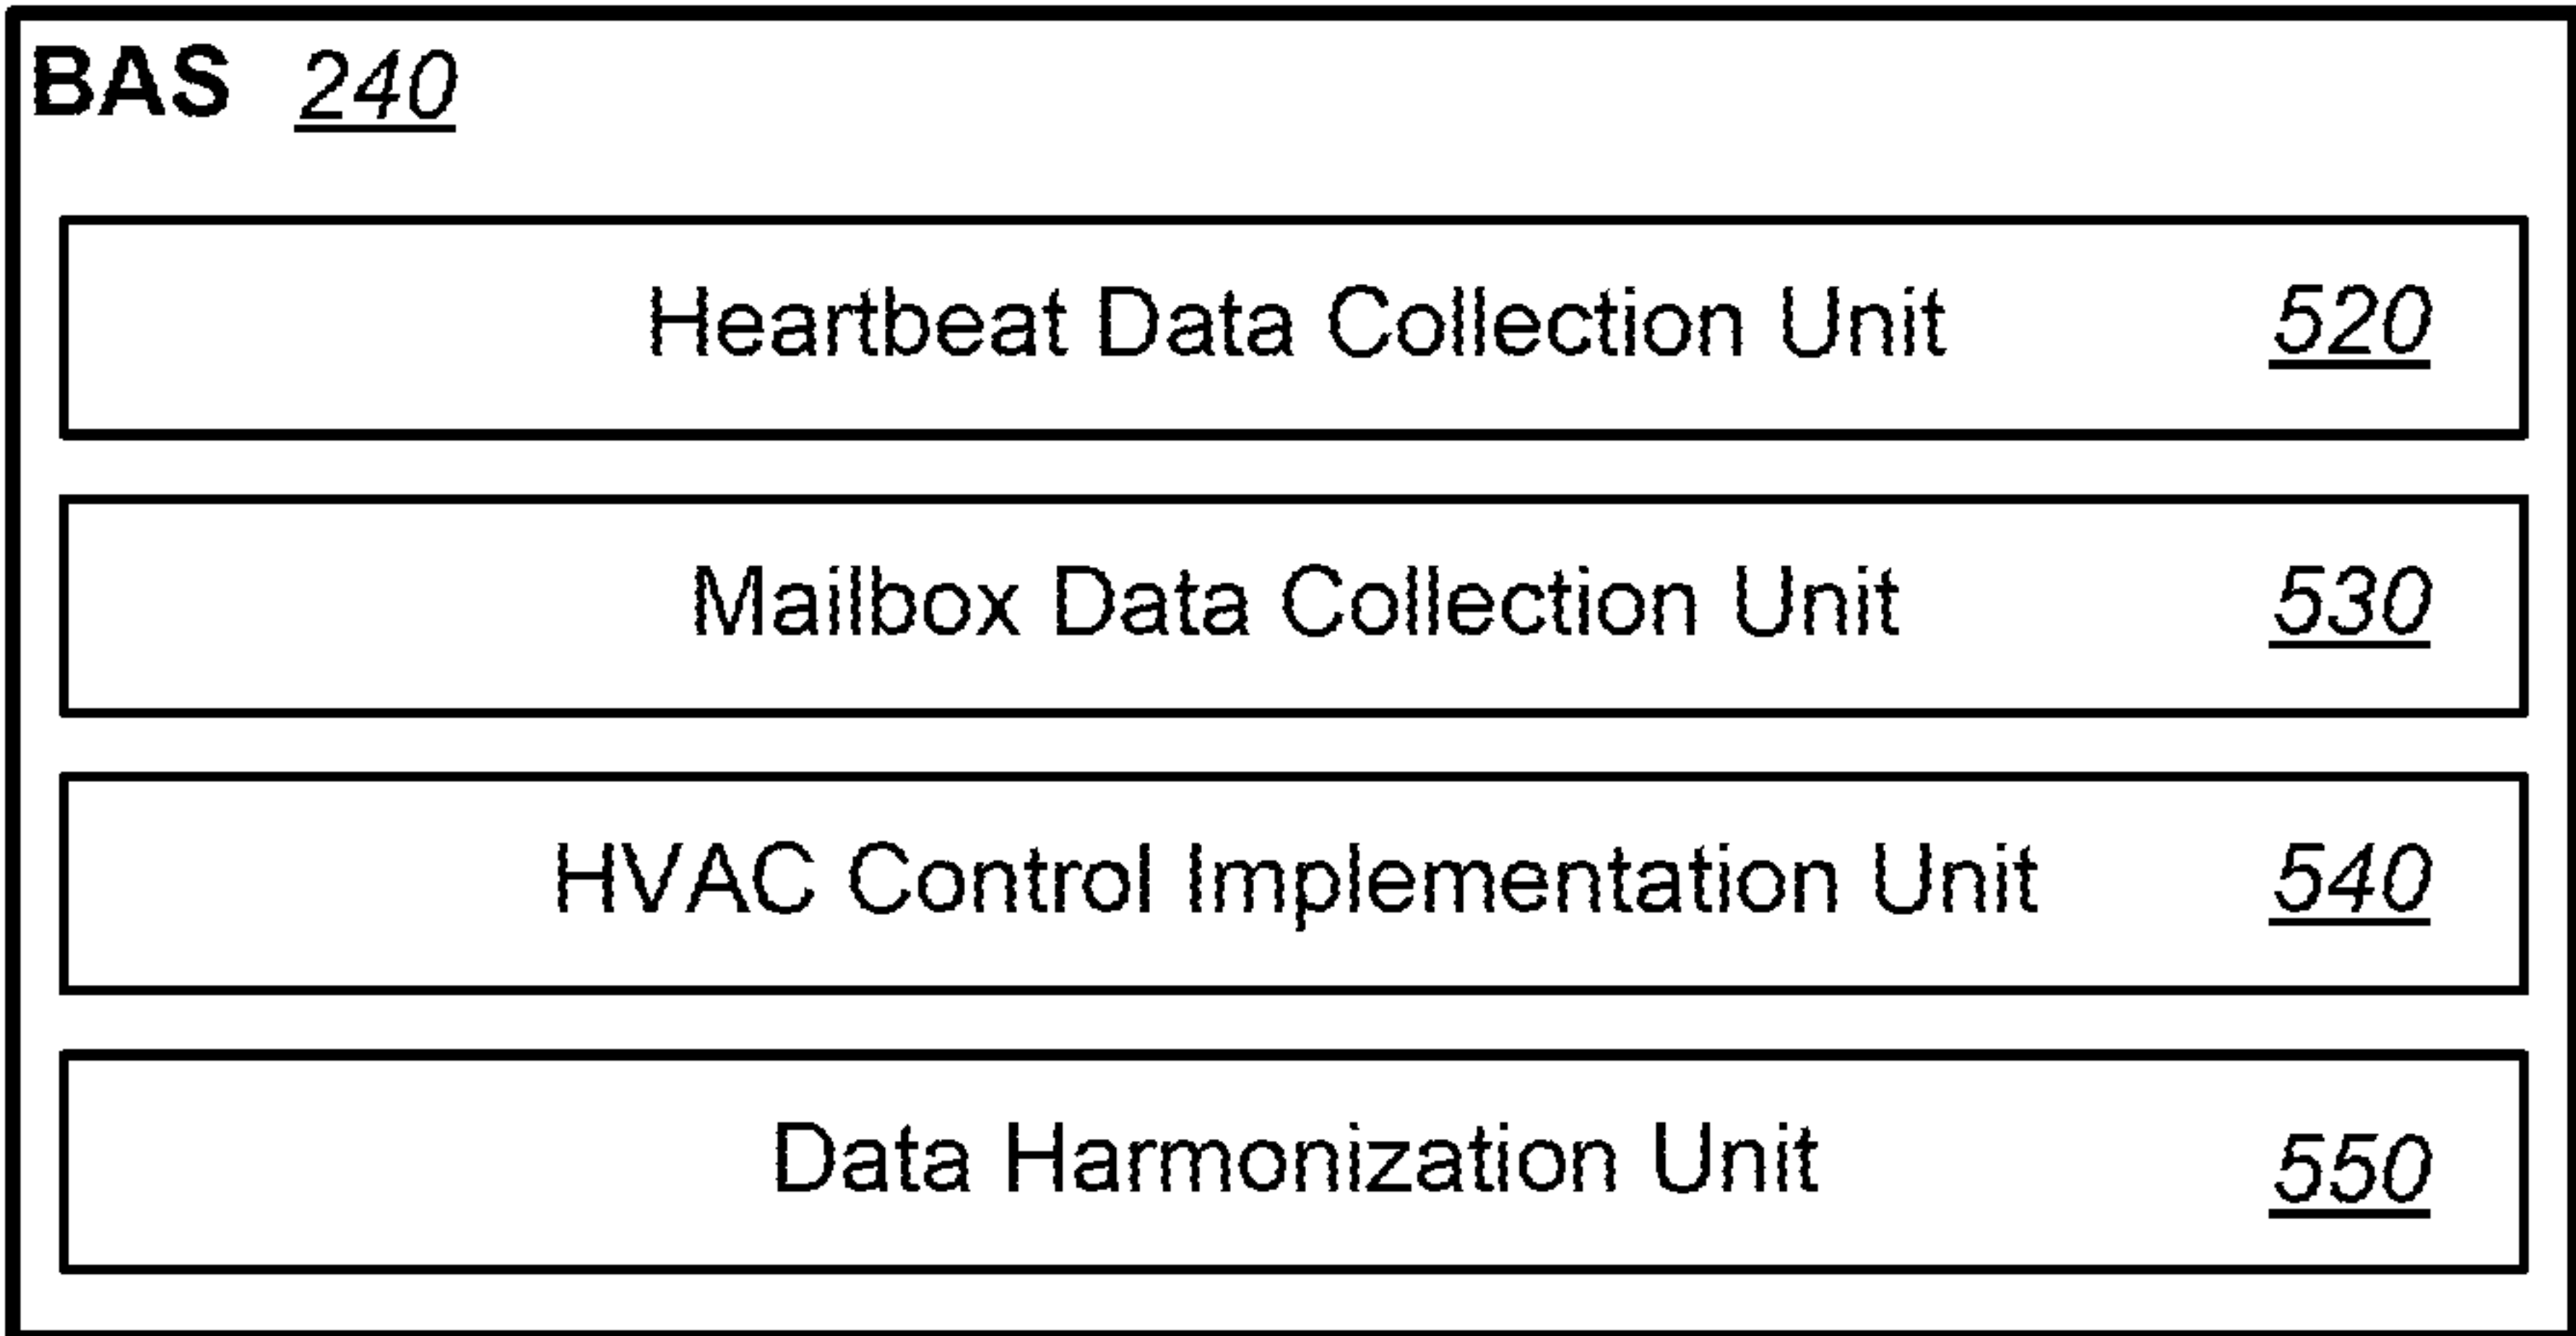 BAS 240
Heartbeat Data Collection Unit 520
Mailbox Data Collection Unit 530
HVAC Control Implementation Unit 540
Data Harmonization Unit 550